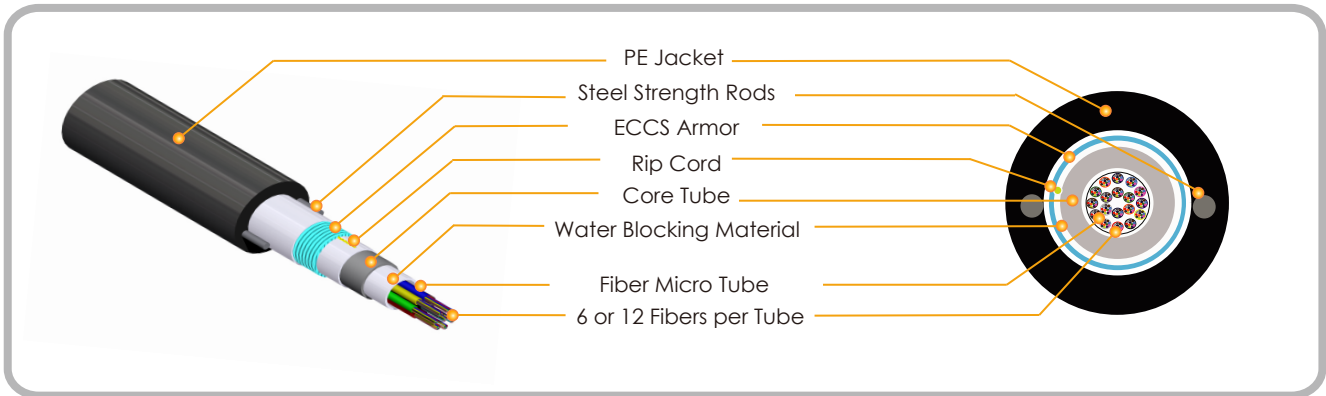 PE Jacket
Steel Strength Rods
ECCS Armor
Rip Cord
Core Tube
Water Blocking Material
Fiber Micro Tube
6 or 12 Fibers per Tube